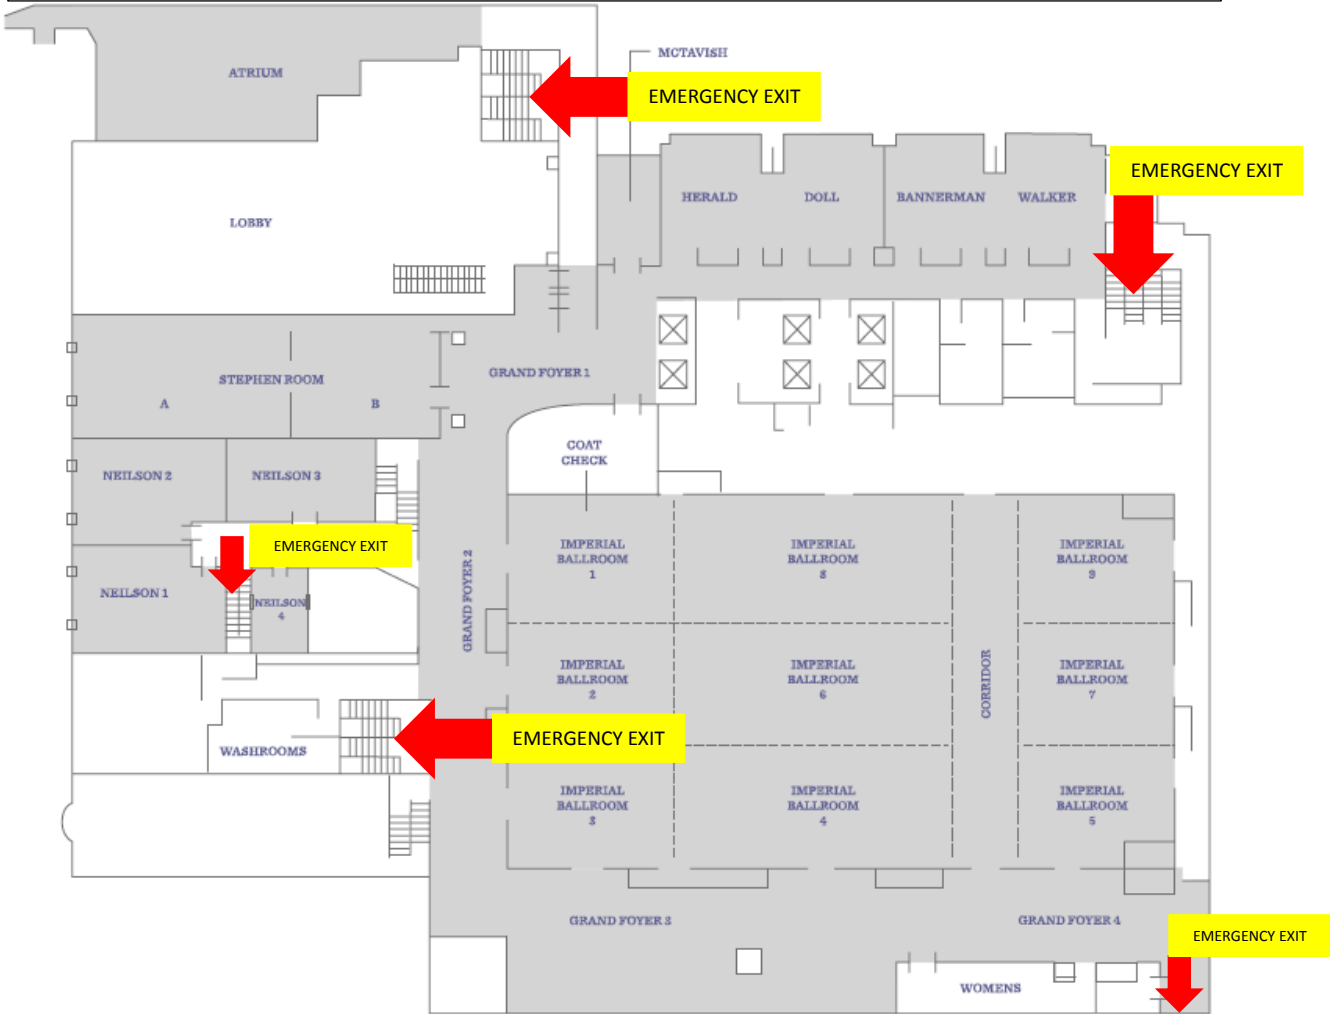 MCTAVISH
ATRIUM
EMERGENCY EXIT
EMERGENCY EXIT
HERALD
DOLL
BANNERMAN
WALKER
LOBBY
GRAND FOYER 1
STEPHEN ROOM
A
B
COAT
CHECK
NEILSON 2
NEILSON 3
EMERGENCY EXIT
NEILSON 1
NEILSON
4
GRAND FOYER 2
IMPERIAL
BALLROOM
1
IMPERIAL
BALLROOM
8
IMPERIAL
BALLROOM
9
IMPERIAL
BALLROOM
2
IMPERIAL
BALLROOM
6
CORRIDOR
IMPERIAL
BALLROOM
7
EMERGENCY EXIT
WASHROOMS
IMPERIAL
BALLROOM
3
IMPERIAL
BALLROOM
4
IMPERIAL
BALLROOM
5
GRAND FOYER 3
GRAND FOYER 4
EMERGENCY EXIT
WOMENS